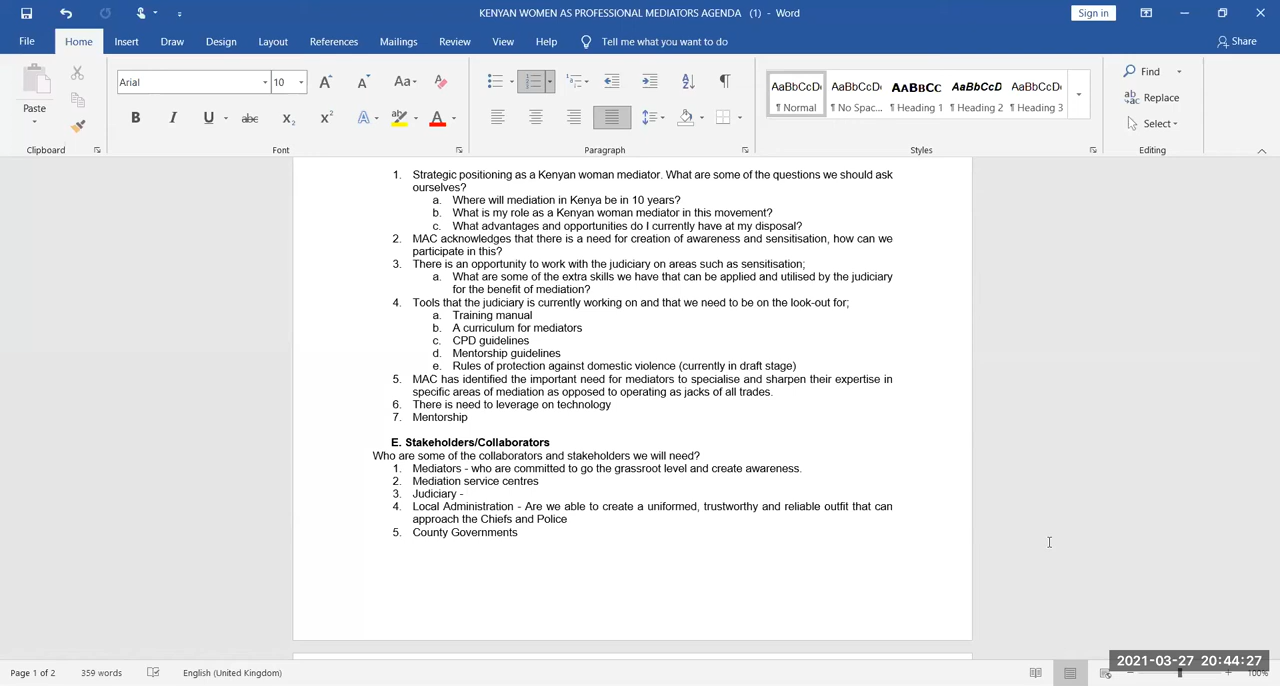 KENYAN WOMEN AS PROFESSIONAL MEDIATORS AGENDA (1) - Word
Sign in
File Home Insert Draw Design Layout References Mailings Review View Help Tell me what you want to do
Share
Paste
Clipboard
Arial 10
Aa
B I U abc X₂ X² A A
Font
Paragraph
AaBbCcDc AaBbCcDc AaBbCc AaBbCcD AaBbCcDc
¶ Normal ¶ No Spac... ¶ Heading 1 ¶ Heading 2 ¶ Heading 3
Styles
Find
Replace
Select
Editing
1. Strategic positioning as a Kenyan woman mediator. What are some of the questions we should ask
ourselves?
a. Where will mediation in Kenya be in 10 years?
b. What is my role as a Kenyan woman mediator in this movement?
c. What advantages and opportunities do I currently have at my disposal?
2. MAC acknowledges that there is a need for creation of awareness and sensitisation, how can we
participate in this?
3. There is an opportunity to work with the judiciary on areas such as sensitisation;
a. What are some of the extra skills we have that can be applied and utilised by the judiciary
for the benefit of mediation?
4. Tools that the judiciary is currently working on and that we need to be on the look-out for;
a. Training manual
b. A curriculum for mediators
c. CPD guidelines
d. Mentorship guidelines
e. Rules of protection against domestic violence (currently in draft stage)
5. MAC has identified the important need for mediators to specialise and sharpen their expertise in
specific areas of mediation as opposed to operating as jacks of all trades.
6. There is need to leverage on technology
7. Mentorship
E. Stakeholders/Collaborators
Who are some of the collaborators and stakeholders we will need?
1. Mediators - who are committed to go the grassroot level and create awareness.
2. Mediation service centres
3. Judiciary -
4. Local Administration - Are we able to create a uniformed, trustworthy and reliable outfit that can
approach the Chiefs and Police
5. County Governments
2021-03-27 20:44:27
Page 1 of 2 359 words English (United Kingdom) 100%